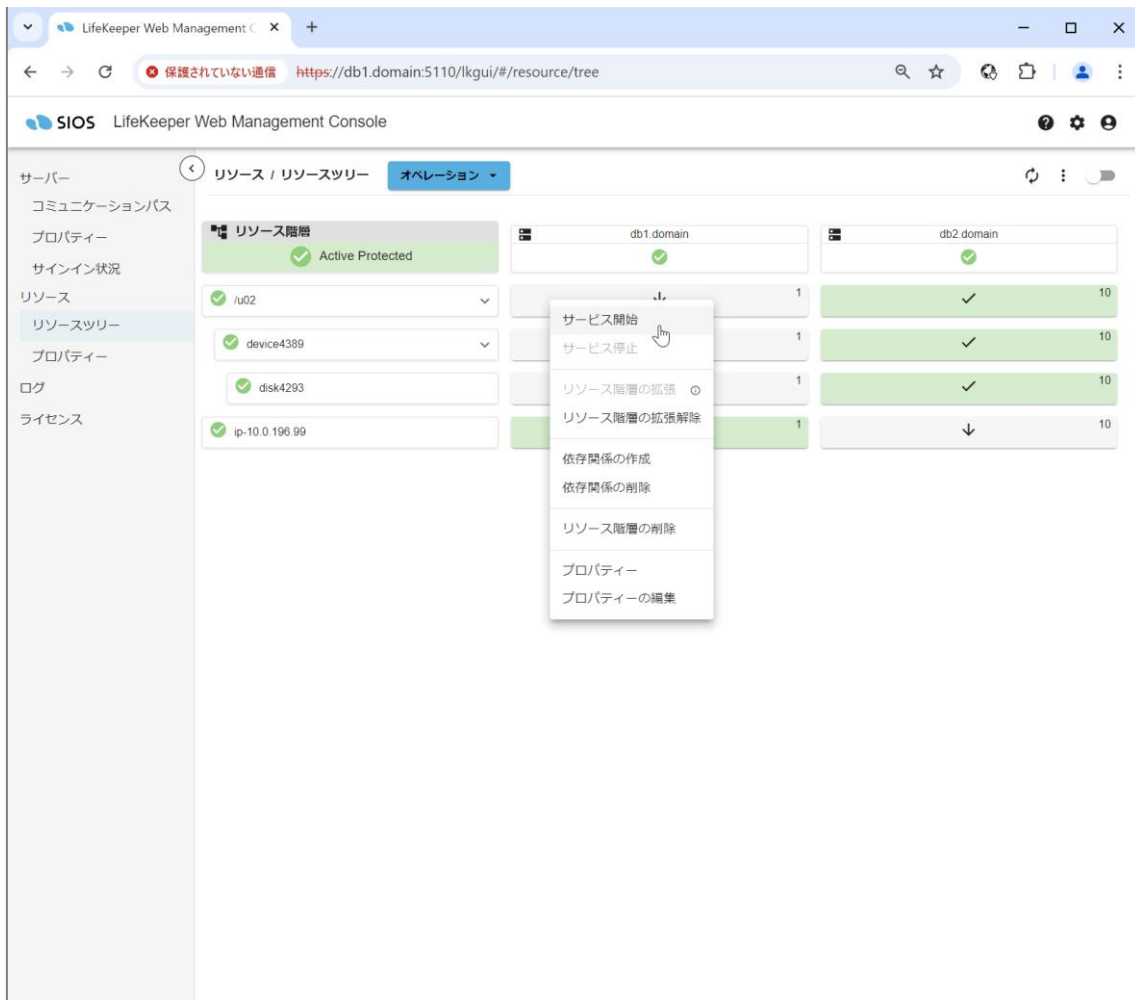 LifeKeeper Web Management C
保護されていない通信 https://db1.domain:5110/lkgui/#/resource/tree
SIOS LifeKeeper Web Management Console
サーバー
コミュニケーションパス
プロパティー
サインイン状況
リソース
リソースツリー
プロパティー
ログ
ライセンス
リソース / リソースツリー オペレーション
リソース階層 db1.domain db2.domain
Active Protected
/u02 1 10
device4389 1 10
disk4293 1 10
ip-10.0.196.99 1 10
サービス開始
サービス停止
リソース階層の拡張
リソース階層の拡張解除
依存関係の作成
依存関係の削除
リソース階層の削除
プロパティー
プロパティーの編集